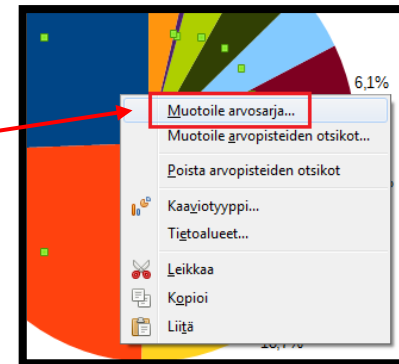 6,1%
Muotoile arvosarja...
Muotoile arvopisteiden otsikot...
Poista arvopisteiden otsikot
Kaaviotyyppi...
Tietoalueet...
Leikkaa
Kopioi
Liitä